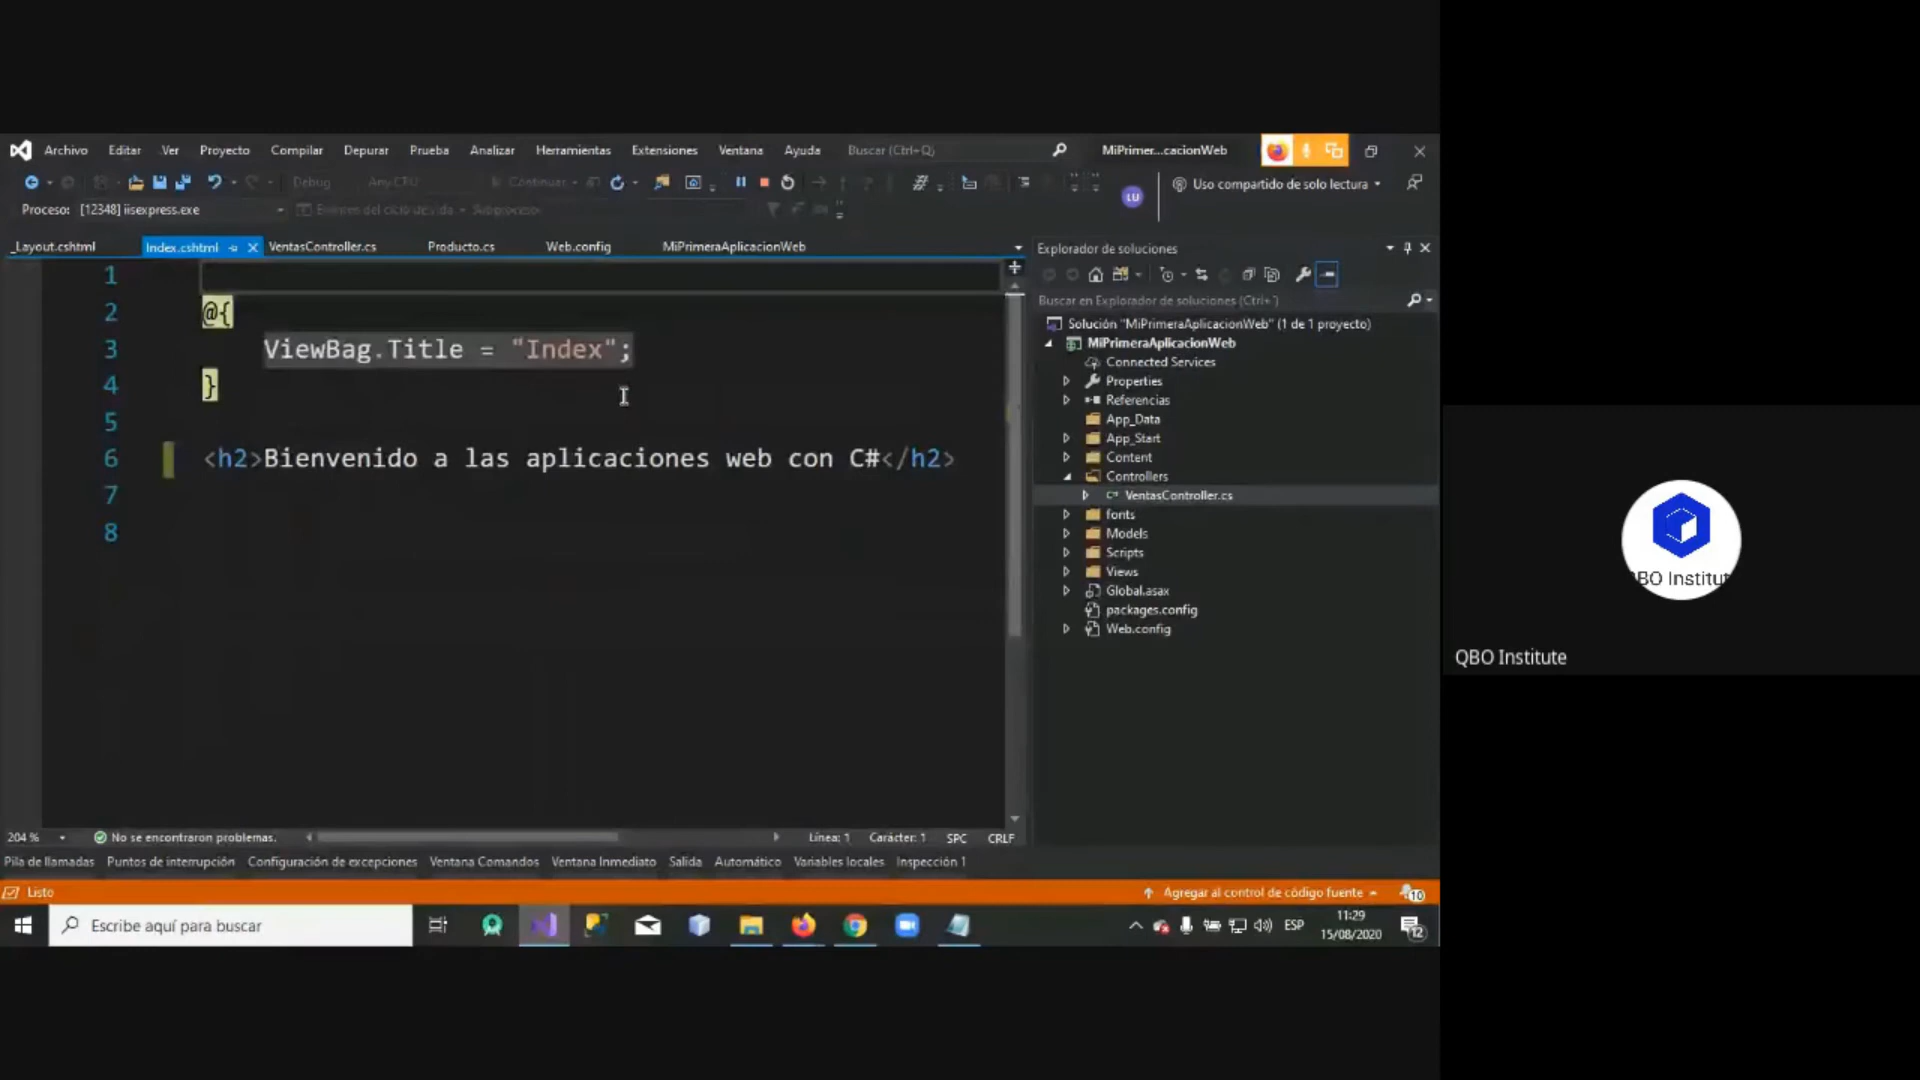 Archivo Editar Ver Proyecto Compilar Depurar Prueba Analizar Herramientas Extensiones Ventana Ayuda Buscar (Ctrl+Q) MiPrimer...cacionWeb
Debug Any CPU Continuar LU Uso compartido de solo lectura
Proceso: [12348] iisexpress.exe
_Layout.cshtml Index.cshtml VentasController.cs Producto.cs Web.config MiPrimeraAplicacionWeb
1
2 @{
3 ViewBag.Title = "Index";
4 }
5
6 <h2>Bienvenido a las aplicaciones web con C#</h2>
7
8
Explorador de soluciones
Buscar en Explorador de soluciones (Ctrl+´)
Solución "MiPrimeraAplicacionWeb" (1 de 1 proyecto)
MiPrimeraAplicacionWeb
Connected Services
Properties
Referencias
App_Data
App_Start
Content
Controllers
C# VentasController.cs
fonts
Models
Scripts
Views
Global.asax
packages.config
Web.config
204 % No se encontraron problemas. Línea: 1 Carácter: 1 SPC CRLF
Pila de llamadas Puntos de interrupción Configuración de excepciones Ventana Comandos Ventana Inmediato Salida Automático Variables locales Inspección 1
Listo Agregar al control de código fuente 10
Escribe aquí para buscar ESP 11:29
15/08/2020 12
QBO Institute